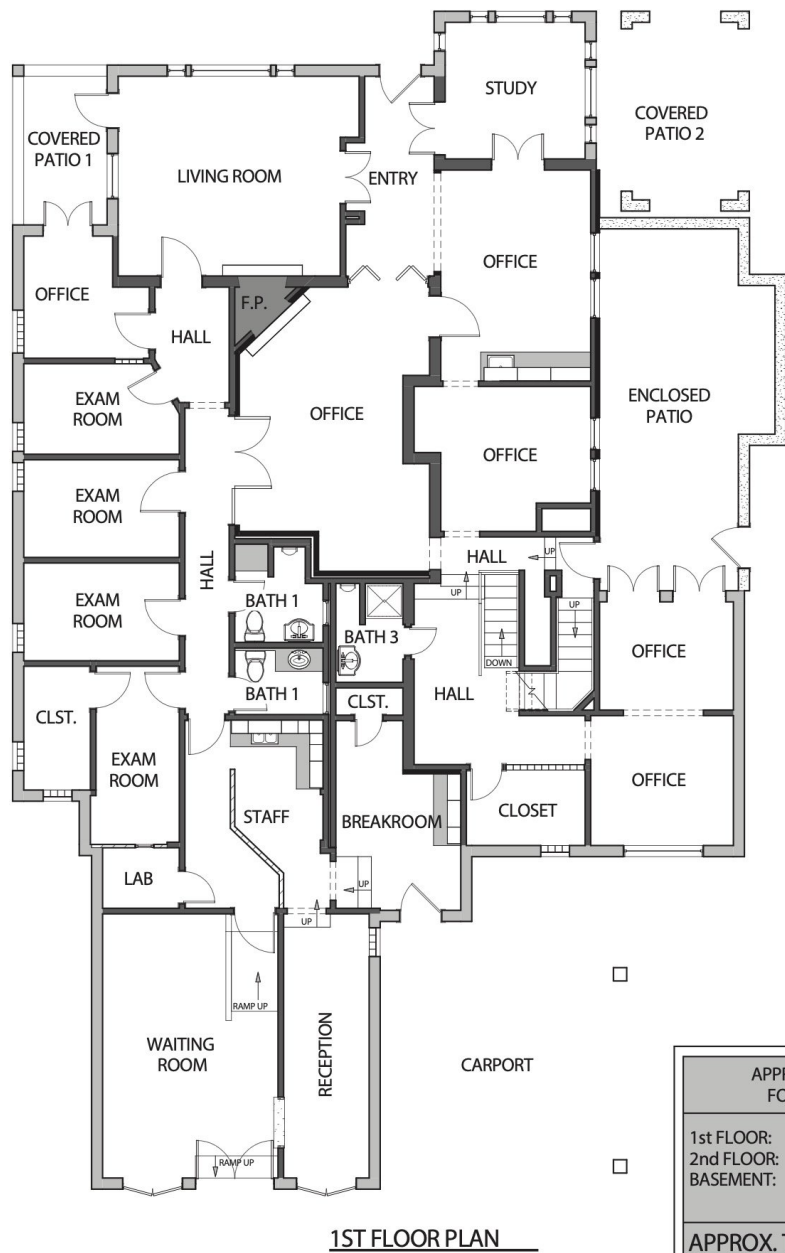 STUDY
COVERED
PATIO 2
COVERED
PATIO 1
LIVING ROOM
ENTRY
OFFICE
OFFICE
F.P.
HALL
EXAM
ROOM
OFFICE
ENCLOSED
PATIO
OFFICE
EXAM
ROOM
HALL
HALL
UP
UP
UP
EXAM
ROOM
BATH 1
BATH 3
DOWN
OFFICE
BATH 1
CLST.
HALL
CLST.
EXAM
ROOM
OFFICE
STAFF
BREAKROOM
CLOSET
LAB
UP
UP
RAMP UP
WAITING
ROOM
RECEPTION
CARPORT
RAMP UP
1ST FLOOR PLAN
1st FLOOR:
2nd FLOOR:
BASEMENT: